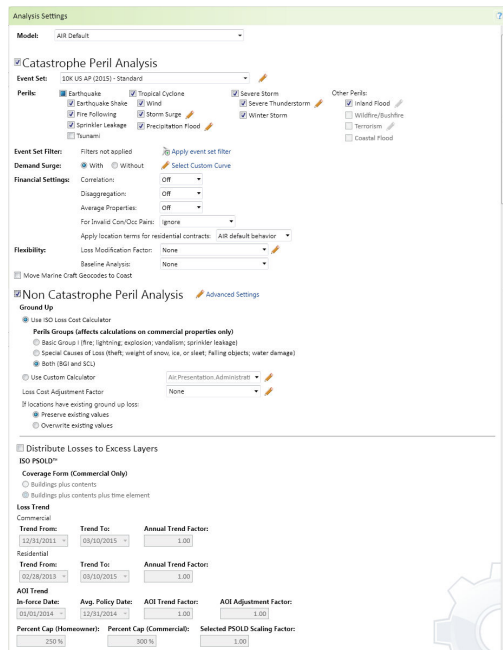 Analysis Settings ?
Model: AIR Default
Catastrophe Peril Analysis
Event Set: 10K US AP (2015) - Standard
Perils: Earthquake Tropical Cyclone Severe Storm Other Perils:
Earthquake Shake Wind Severe Thunderstorm Inland Flood
Fire Following Storm Surge Winter Storm Wildfire/Bushfire
Sprinkler Leakage Precipitation Flood Terrorism
Tsunami Coastal Flood
Event Set Filter: Filters not applied Apply event set filter
Demand Surge: With Without Select Custom Curve
Financial Settings: Correlation: Off
Disaggregation: Off
Average Properties: Off
For Invalid Con/Occ Pairs: Ignore
Apply location terms for residential contracts: AIR default behavior
Flexibility: Loss Modification Factor: None
Baseline Analysis: None
Move Marine Craft Geocodes to Coast
Non Catastrophe Peril Analysis Advanced Settings
Ground Up
Use ISO Loss Cost Calculator
Perils Groups (affects calculations on commercial properties only)
Basic Group I (fire; lightning; explosion; vandalism; sprinkler leakage)
Special Causes of Loss (theft; weight of snow, ice, or sleet; Falling objects; water damage)
Both (BGI and SCL)
Use Custom Calculator Air.Presentation.Administrati
Loss Cost Adjustment Factor None
If locations have existing ground up loss:
Preserve existing values
Overwrite existing values
Distribute Losses to Excess Layers
ISO PSOLD™
Coverage Form (Commercial Only)
Buildings plus contents
Buildings plus contents plus time element
Loss Trend
Commercial
Trend From: Trend To: Annual Trend Factor:
12/31/2011 03/10/2015 1.00
Residential
Trend From: Trend To: Annual Trend Factor:
02/28/2013 03/10/2015 1.00
AOI Trend
In-force Date: Avg. Policy Date: AOI Trend Factor: AOI Adjustment Factor:
01/01/2014 12/31/2014 1.00 1.00
Percent Cap (Homeowner): Percent Cap (Commercial): Selected PSOLD Scaling Factor:
250 % 300 % 1.00